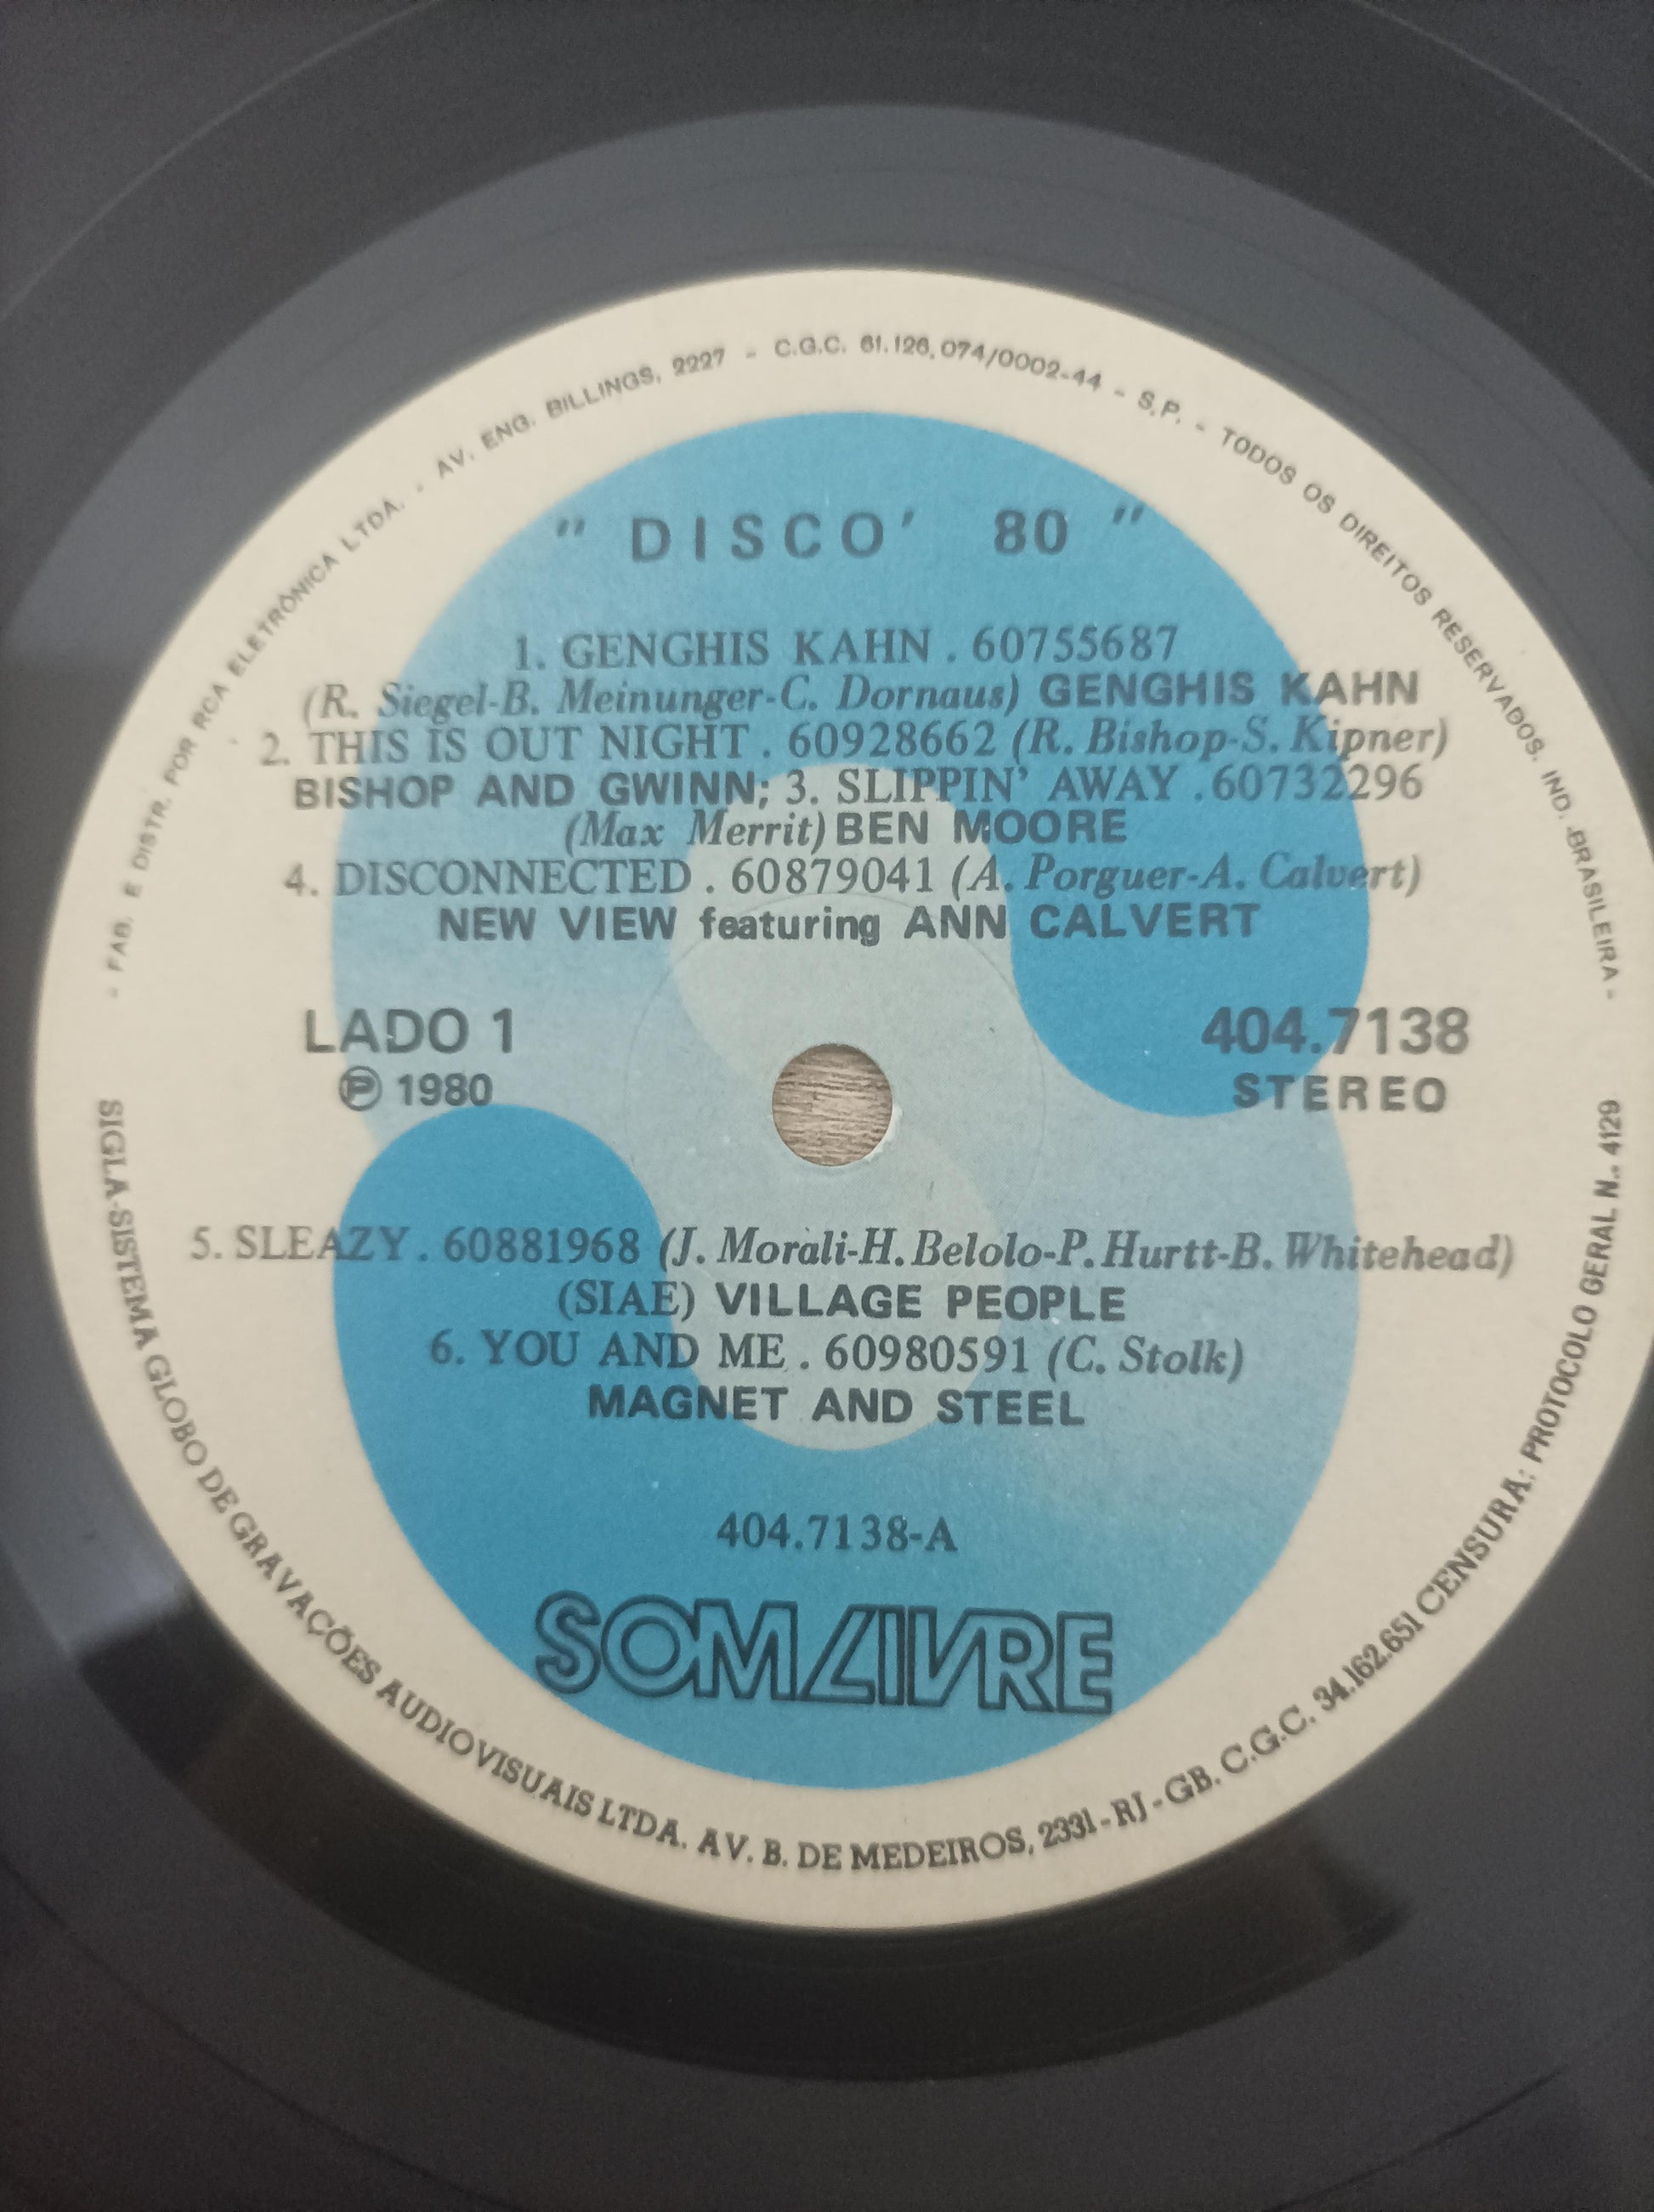 - FAB. E DISTR. POR RCA ELETRÔNICA LTDA. - AV. ENG. BILLINGS, 2227 - C.G.C. 61.126.074/0002-44 - S.P. - TODOS OS DIREITOS RESERVADOS. IND. BRASILEIRA -
" DISCO' 80 "
1. GENGHIS KAHN . 60755687
(R. Siegel-B. Meinunger-C. Dornaus) GENGHIS KAHN
2. THIS IS OUT NIGHT . 60928662 (R. Bishop-S. Kipner)
BISHOP AND GWINN; 3. SLIPPIN' AWAY .60732296
(Max Merrit) BEN MOORE
4. DISCONNECTED . 60879041 (A. Porguer-A. Calvert)
NEW VIEW featuring ANN CALVERT
LADO 1
℗ 1980
404.7138
STEREO
5. SLEAZY . 60881968 (J. Morali-H. Belolo-P. Hurtt-B. Whitehead)
(SIAE) VILLAGE PEOPLE
6. YOU AND ME . 60980591 (C. Stolk)
MAGNET AND STEEL
404.7138-A
SOM LIVRE
SIGLA-SISTEMA GLOBO DE GRAVAÇÕES AUDIOVISUAIS LTDA. AV. B. DE MEDEIROS, 2331-RJ-GB. C.G.C. 34.162.651 CENSURA: PROTOCOLO GERAL N.. 4129